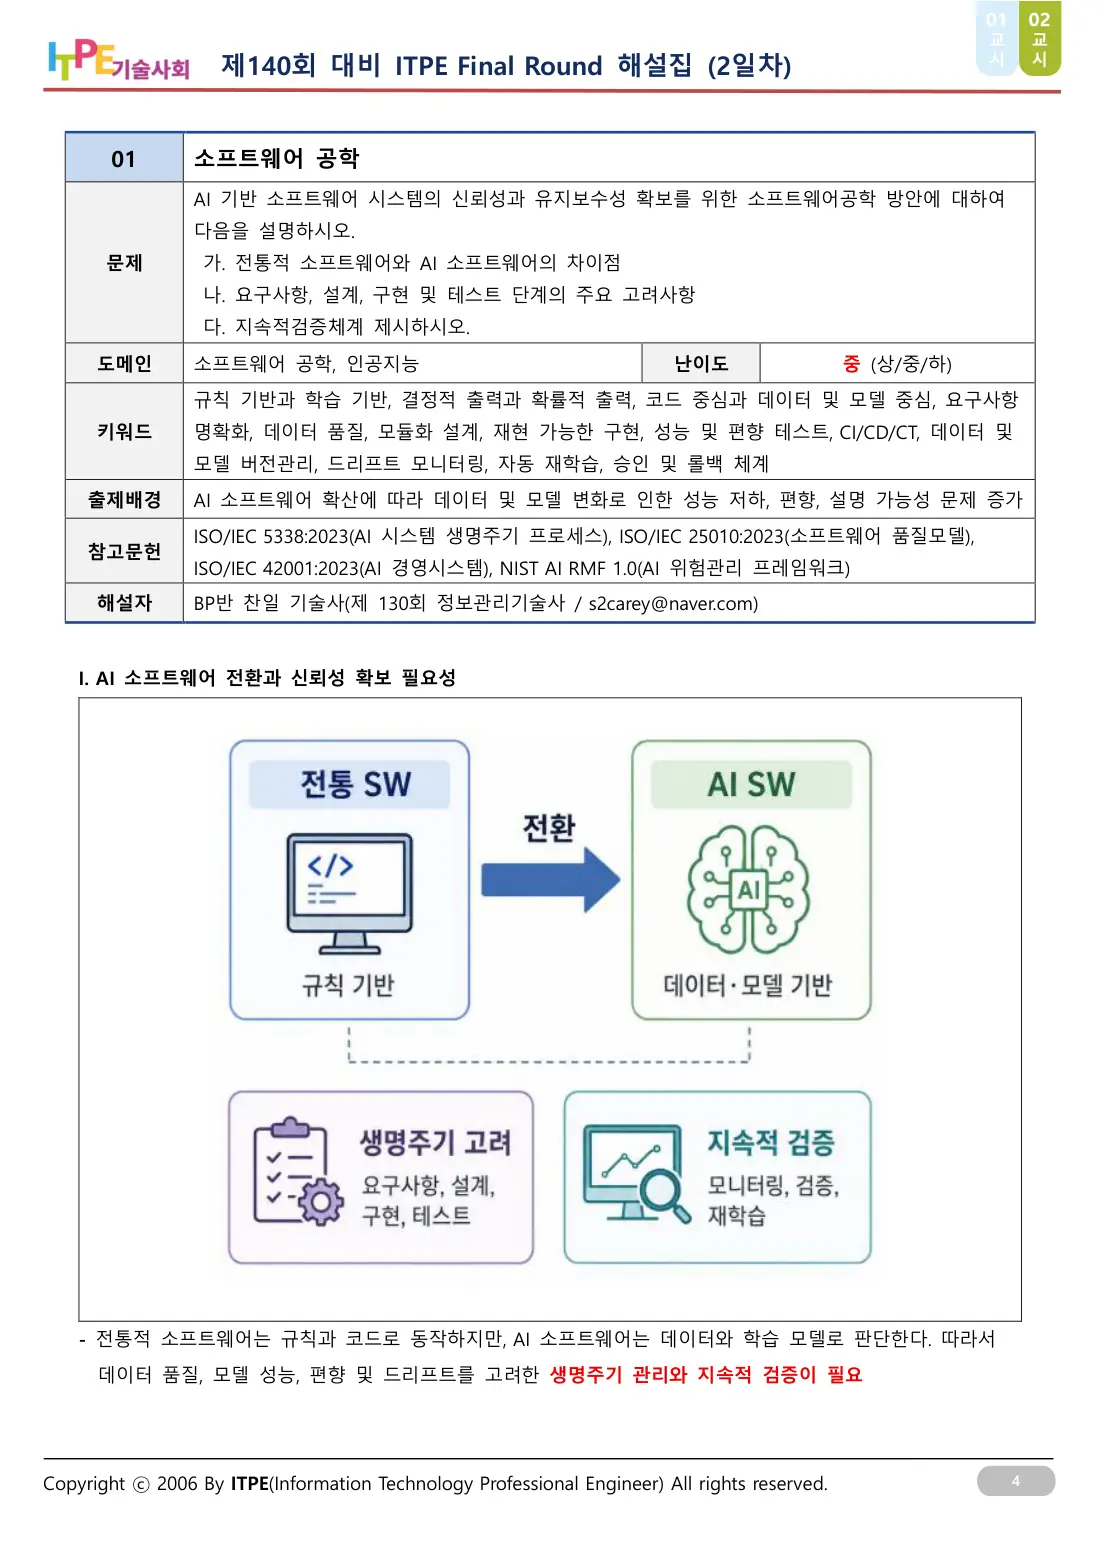 01
교
시
02
교
시
ITPE기술사회 제140회 대비 ITPE Final Round 해설집 (2일차)
01 소프트웨어 공학
문제
AI 기반 소프트웨어 시스템의 신뢰성과 유지보수성 확보를 위한 소프트웨어공학 방안에 대하여
다음을 설명하시오.
가. 전통적 소프트웨어와 AI 소프트웨어의 차이점
나. 요구사항, 설계, 구현 및 테스트 단계의 주요 고려사항
다. 지속적검증체계 제시하시오.
도메인 소프트웨어 공학, 인공지능 난이도 중 (상/중/하)
키워드
규칙 기반과 학습 기반, 결정적 출력과 확률적 출력, 코드 중심과 데이터 및 모델 중심, 요구사항
명확화, 데이터 품질, 모듈화 설계, 재현 가능한 구현, 성능 및 편향 테스트, CI/CD/CT, 데이터 및
모델 버전관리, 드리프트 모니터링, 자동 재학습, 승인 및 롤백 체계
출제배경 AI 소프트웨어 확산에 따라 데이터 및 모델 변화로 인한 성능 저하, 편향, 설명 가능성 문제 증가
참고문헌
ISO/IEC 5338:2023(AI 시스템 생명주기 프로세스), ISO/IEC 25010:2023(소프트웨어 품질모델),
ISO/IEC 42001:2023(AI 경영시스템), NIST AI RMF 1.0(AI 위험관리 프레임워크)
해설자 BP반 찬일 기술사(제 130회 정보관리기술사 / s2carey@naver.com)
I. AI 소프트웨어 전환과 신뢰성 확보 필요성
전통 SW
</>
규칙 기반
전환
AI SW
AI
데이터·모델 기반
생명주기 고려
요구사항, 설계,
구현, 테스트
지속적 검증
모니터링, 검증,
재학습
- 전통적 소프트웨어는 규칙과 코드로 동작하지만, AI 소프트웨어는 데이터와 학습 모델로 판단한다. 따라서
데이터 품질, 모델 성능, 편향 및 드리프트를 고려한 생명주기 관리와 지속적 검증이 필요
Copyright ⓒ 2006 By ITPE(Information Technology Professional Engineer) All rights reserved.
4